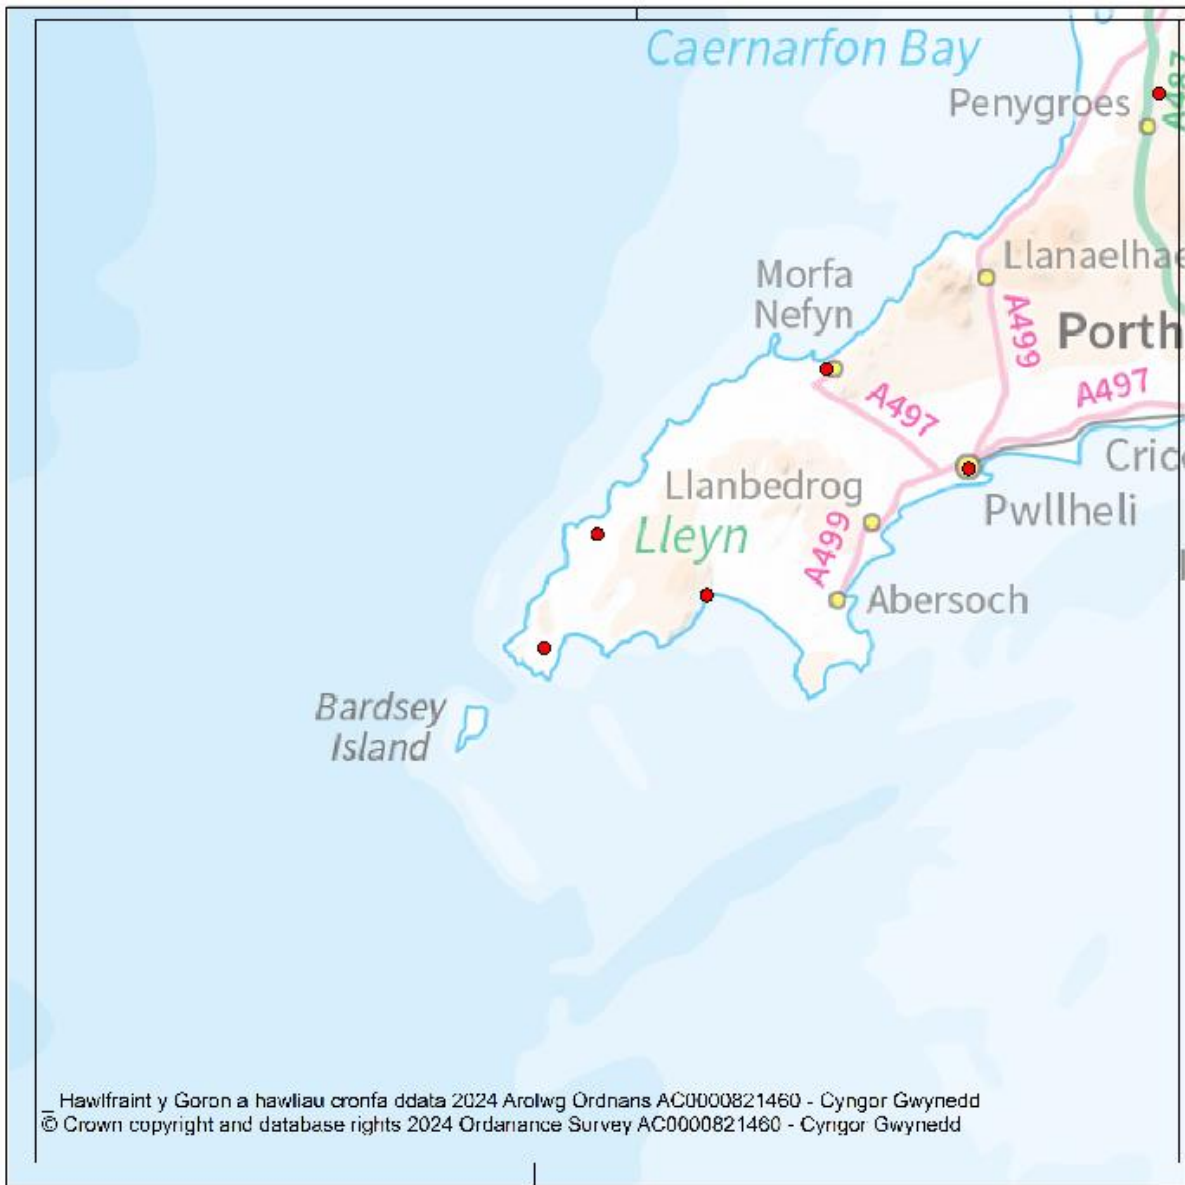 Caernarfon Bay
Penygroes
A487
Llanaelhae
Morfa
Nefyn
A499
Porth
A497
A497
Cric
Llanbedrog
Pwllheli
Lleyn
A499
Abersoch
Bardsey
Island
_ Hawlfraint y Goron a hawliau cronfa ddata 2024 Arolwg Ordnans AC0000821460 - Cyngor Gwynedd
© Crown copyright and database rights 2024 Ordanance Survey AC0000821460 - Cyngor Gwynedd